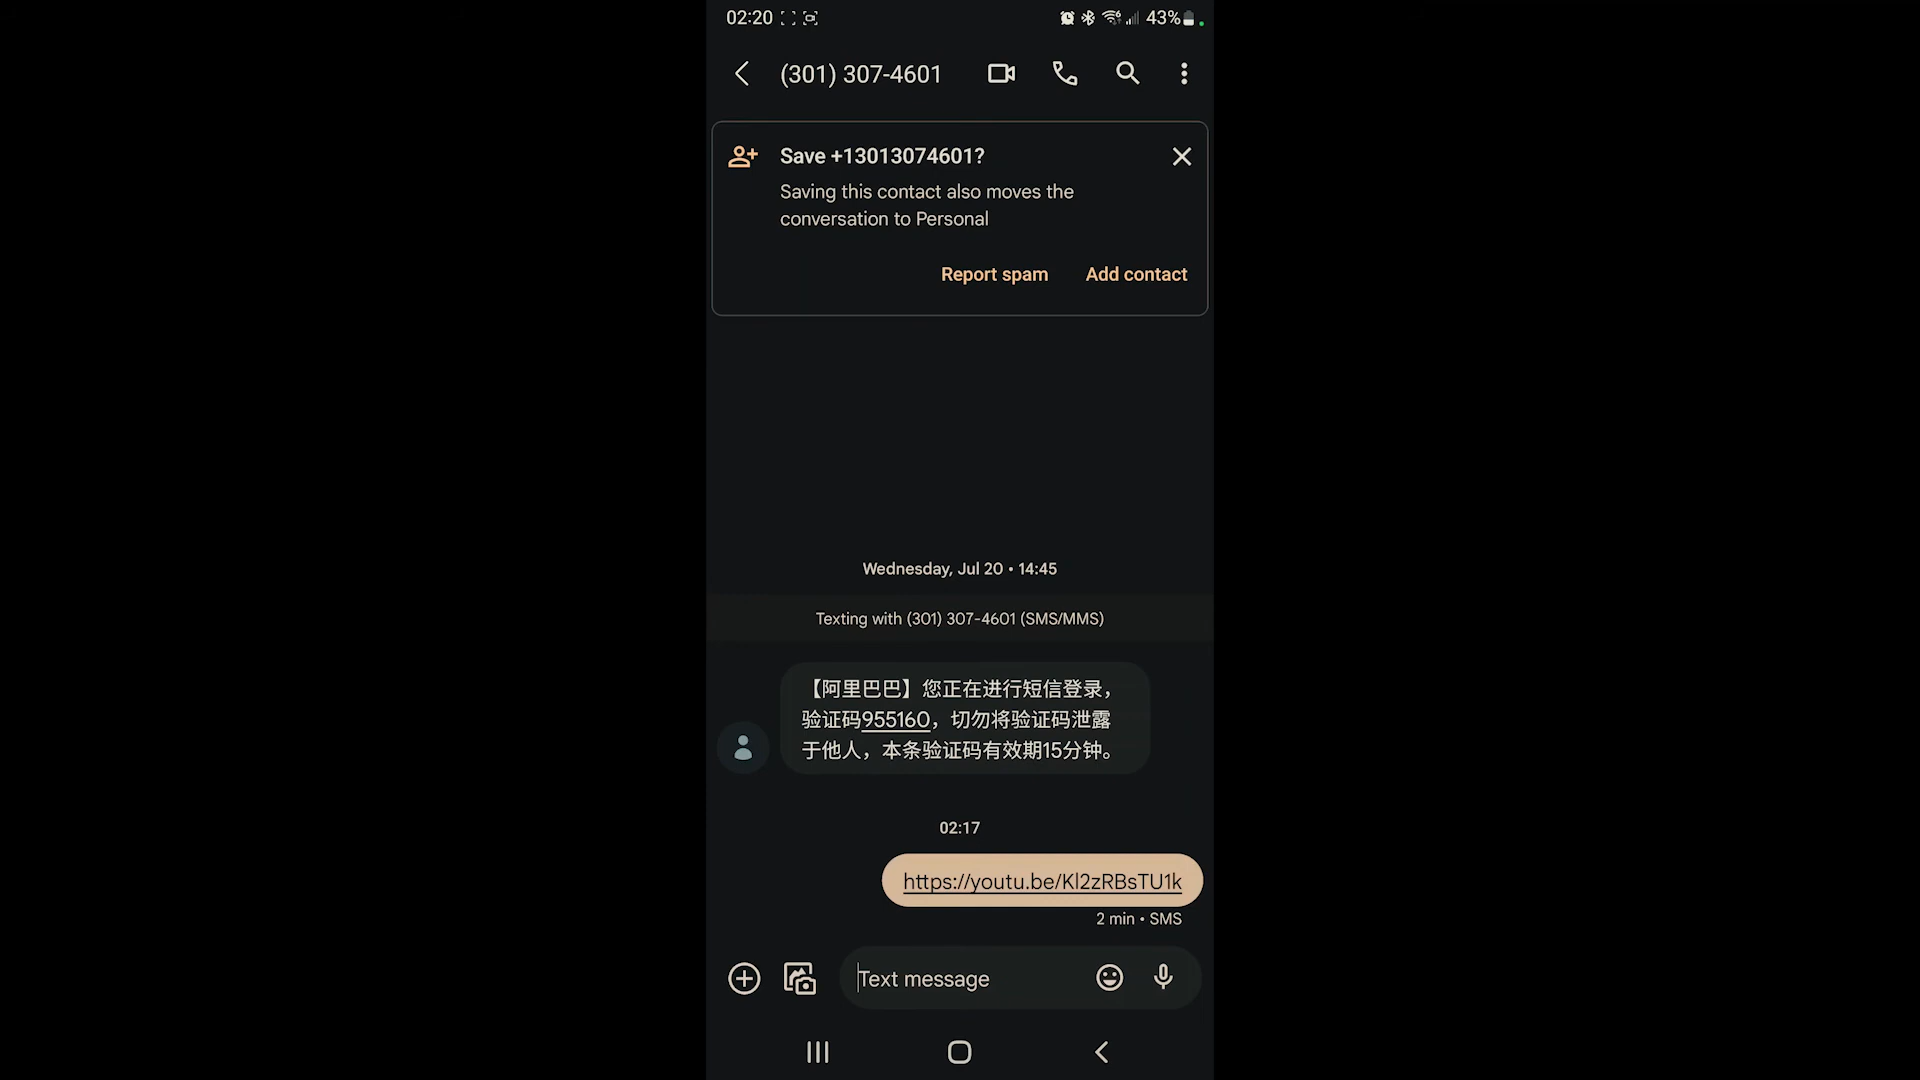 02:20
43%
(301) 307-4601
Save +13013074601?
Saving this contact also moves the
conversation to Personal
Report spam Add contact
Wednesday, Jul 20 • 14:45
Texting with (301) 307-4601 (SMS/MMS)
【阿里巴巴】您正在进行短信登录，
验证码955160，切勿将验证码泄露
于他人，本条验证码有效期15分钟。
02:17
https://youtu.be/Kl2zRBsTU1k
2 min • SMS
Text message